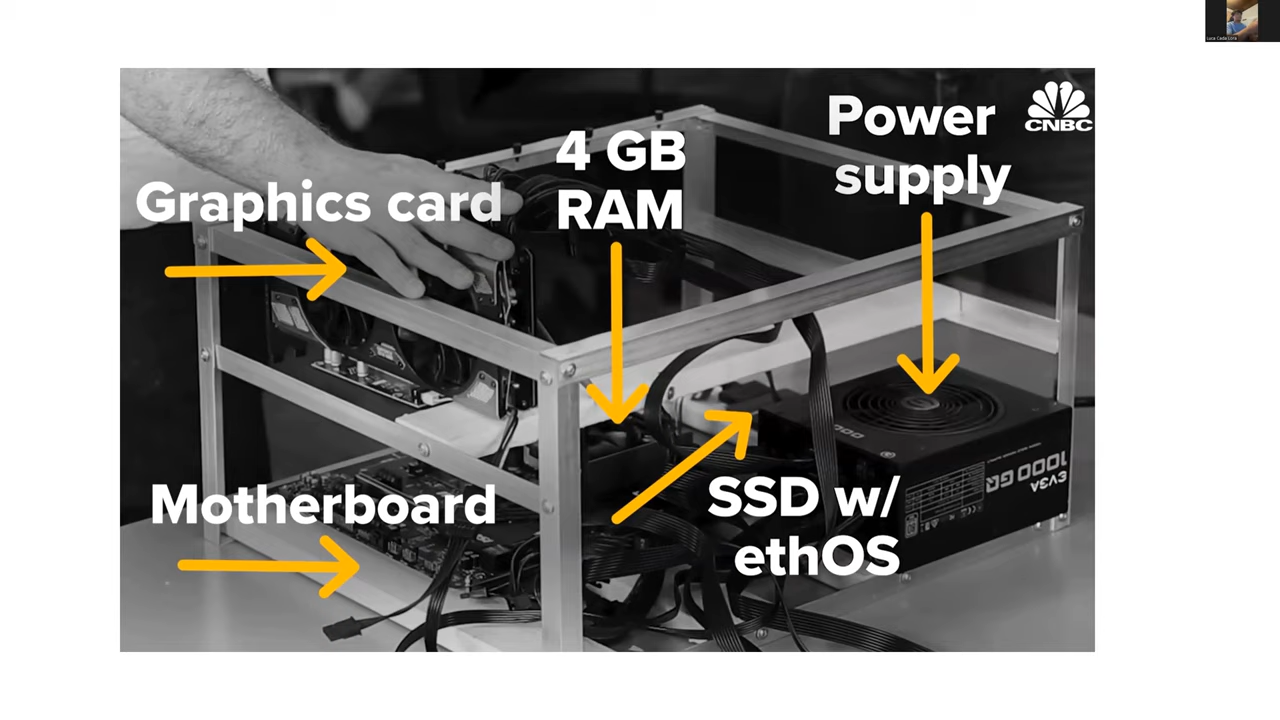 Graphics card
4 GB
RAM
Power
supply
CNBC
Motherboard
SSD w/
ethOS
EVGA
1000 GQ